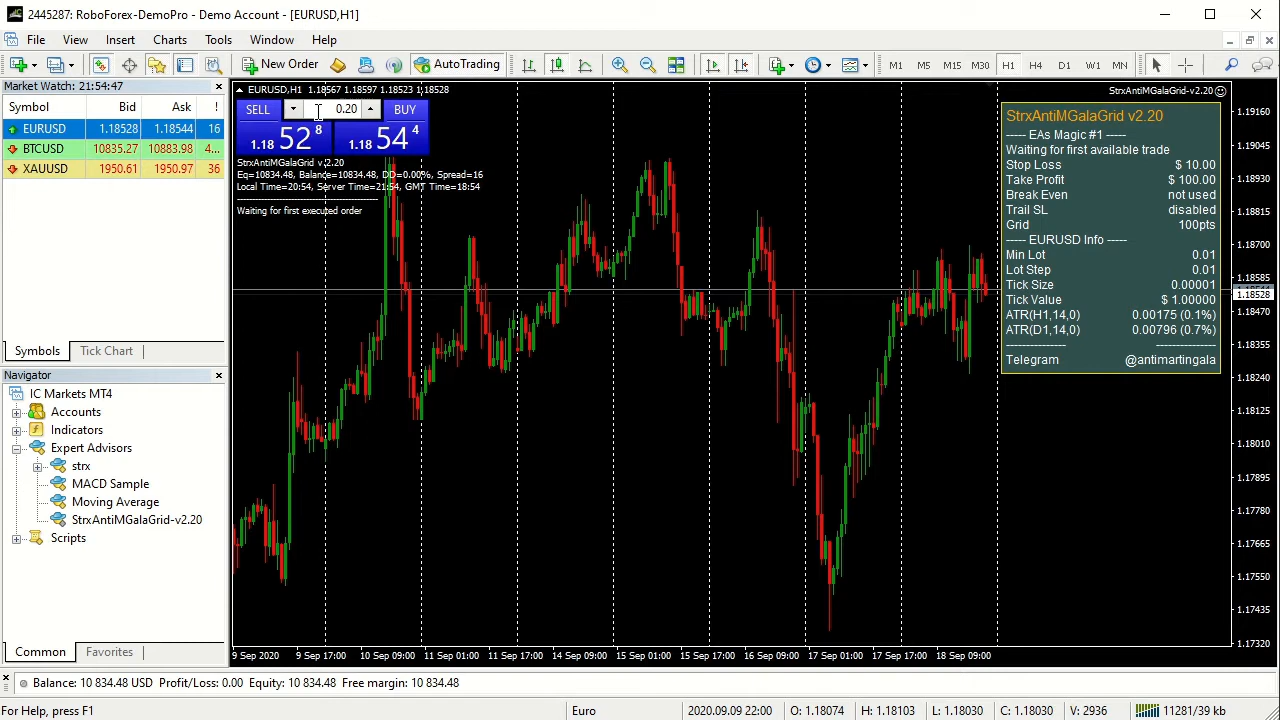 2445287: RoboForex-DemoPro - Demo Account - [EURUSD,H1]
File View Insert Charts Tools Window Help
New Order AutoTrading M1 M5 M15 M30 H1 H4 D1 W1 MN
Market Watch: 21:54:47
Symbol Bid Ask !
EURUSD 1.18528 1.18544 16
BTCUSD 10835.27 10883.98 4...
XAUUSD 1950.61 1950.97 36
Symbols Tick Chart
Navigator
IC Markets MT4
Accounts
Indicators
Expert Advisors
strx
MACD Sample
Moving Average
StrxAntiMGalaGrid-v2.20
Scripts
Common Favorites
EURUSD,H1 1.18567 1.18597 1.18523 1.18528
SELL 0.20 BUY
1.18 52 8 1.18 54 4
StrxAntiMGalaGrid v.2.20
Eq=10834.48, Balance=10834.48, DD=0.00%, Spread=16
Local Time=20:54, Server Time=21:54, GMT Time=18:54
Waiting for first executed order
StrxAntiMGalaGrid-v2.20
StrxAntiMGalaGrid v2.20
----- EAs Magic #1 -----
Waiting for first available trade
Stop Loss $ 10.00
Take Profit $ 100.00
Break Even not used
Trail SL disabled
Grid 100pts
----- EURUSD Info -----
Min Lot 0.01
Lot Step 0.01
Tick Size 0.00001
Tick Value $ 1.00000
ATR(H1,14,0) 0.00175 (0.1%)
ATR(D1,14,0) 0.00796 (0.7%)
--------------- ---------------
Telegram @antimartingala
1.19160
1.19045
1.18930
1.18815
1.18700
1.18585
1.18528
1.18470
1.18355
1.18240
1.18125
1.18010
1.17895
1.17780
1.17665
1.17550
1.17435
1.17320
9 Sep 2020 9 Sep 17:00 10 Sep 09:00 11 Sep 01:00 11 Sep 17:00 14 Sep 09:00 15 Sep 01:00 15 Sep 17:00 16 Sep 09:00 17 Sep 01:00 17 Sep 17:00 18 Sep 09:00
Balance: 10 834.48 USD Profit/Loss: 0.00 Equity: 10 834.48 Free margin: 10 834.48
For Help, press F1 Euro 2020.09.09 22:00 O: 1.18074 H: 1.18103 L: 1.18030 C: 1.18030 V: 2936 11281/39 kb